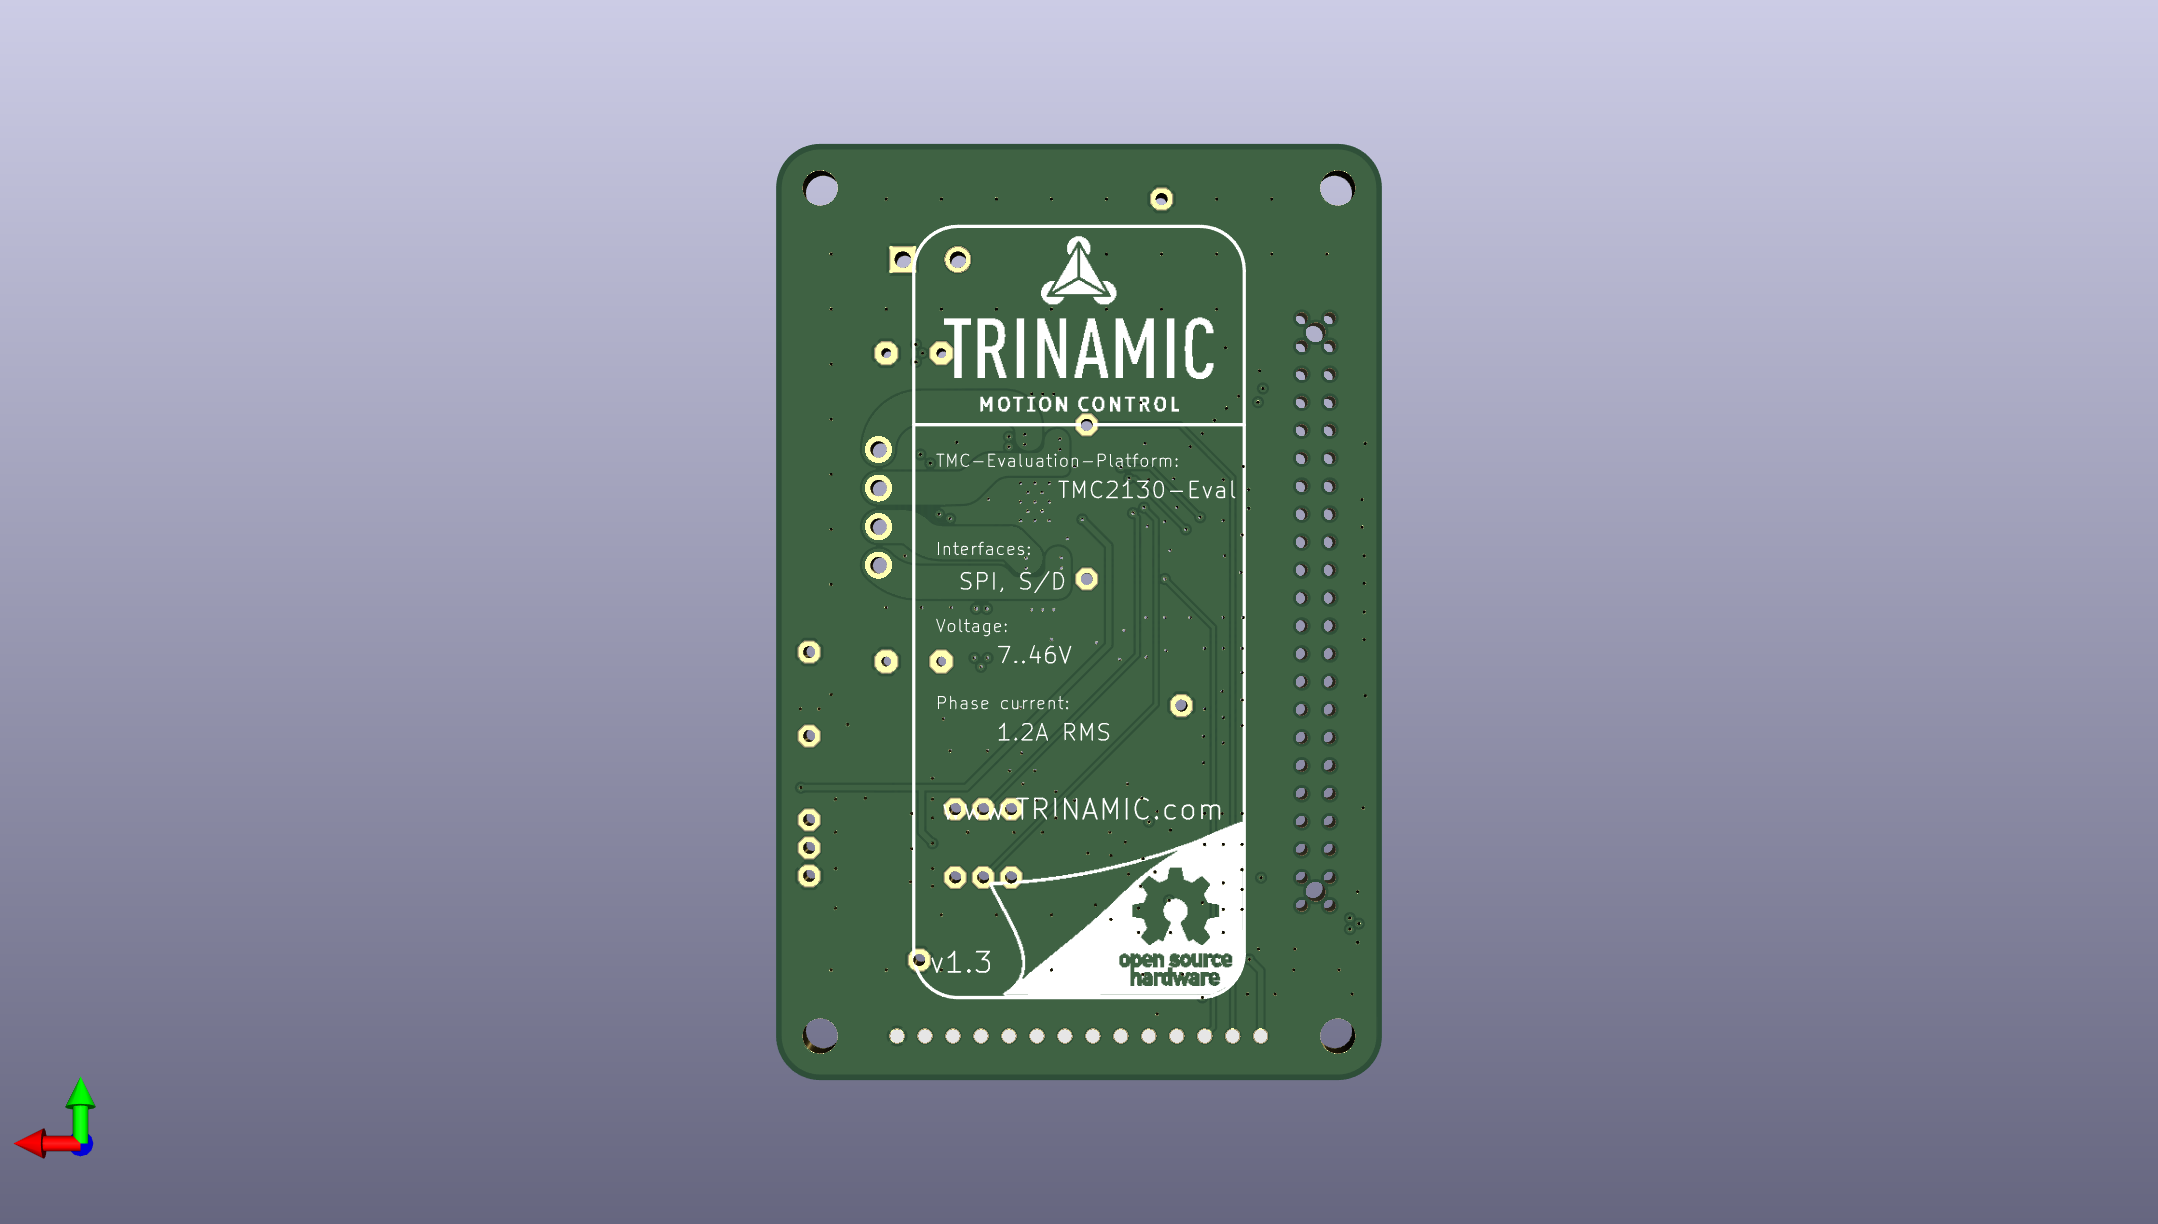 TRINAMIC
MOTION CONTROL
TMC-Evaluation-Platform:
TMC2130-Eval
Interfaces:
SPI, S/D
Voltage:
7..46V
Phase current:
1.2A RMS
www.TRINAMIC.com
open source
hardware
v1.3